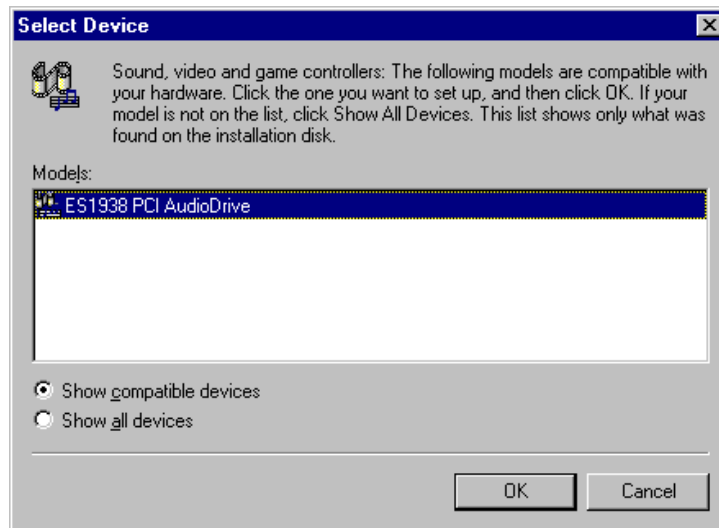 Select Device
Sound, video and game controllers: The following models are compatible with
your hardware. Click the one you want to set up, and then click OK. If your
model is not on the list, click Show All Devices. This list shows only what was
found on the installation disk.
Models:
ES1938 PCI AudioDrive
Show compatible devices
Show all devices
OK
Cancel